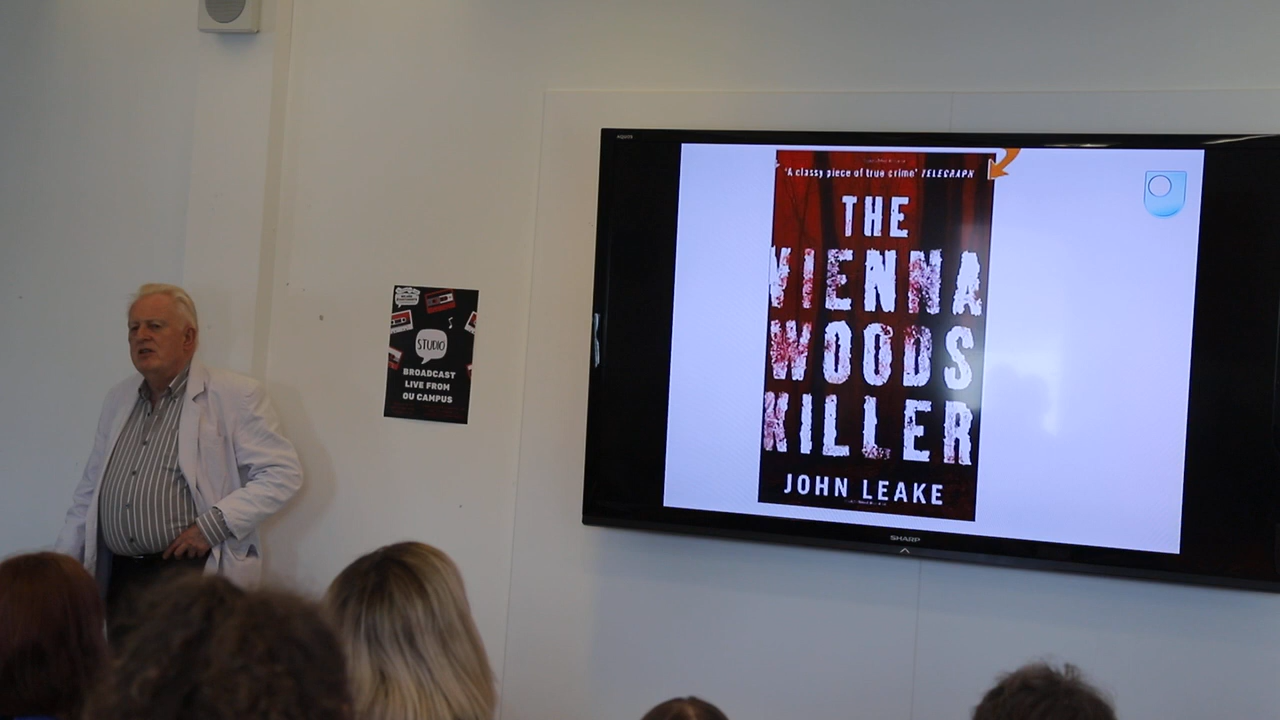 STUDIO
BROADCAST
LIVE FROM
OU CAMPUS
'A classy piece of true crime' TELEGRAPH
THE
VIENNA
WOODS
KILLER
JOHN LEAKE
SHARP